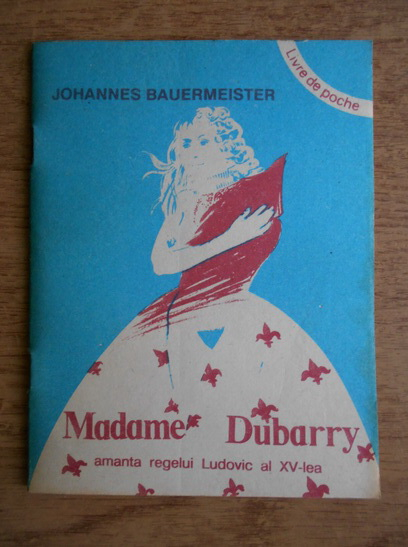 Livre de poche
JOHANNES BAUERMEISTER
Madame Dubarry
amanta regelui Ludovic al XV-lea